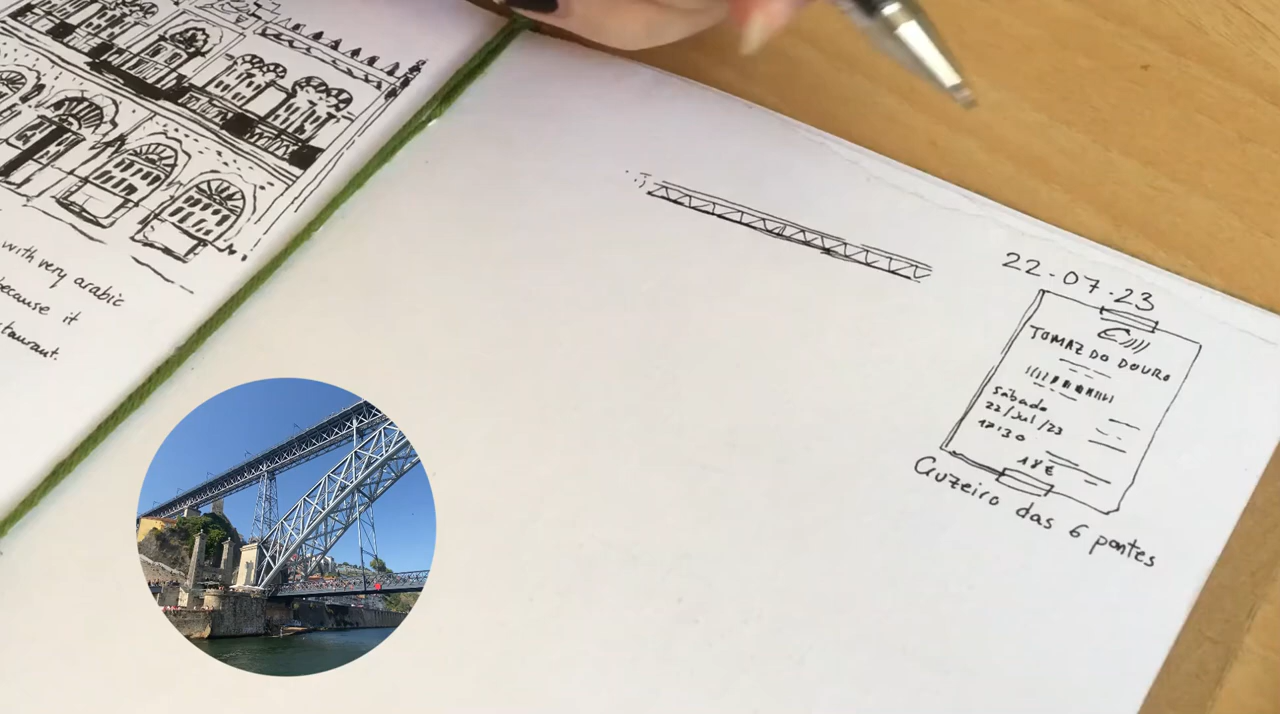 with very arabic
because it
22.07.23
TOMAZ DO DOURO
Sábado
22/Jul/23
17:30
18€
Cruzeiro das 6 pontes